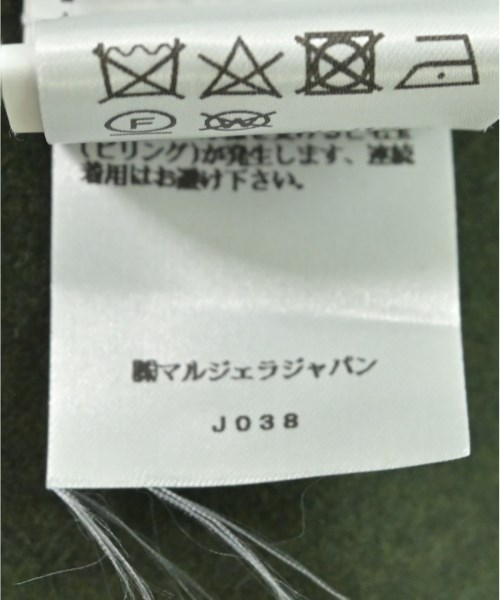 F
W
(ピリング)が発生します、連続
着用はお避け下さい。
㈱マルジェラジャパン
J038